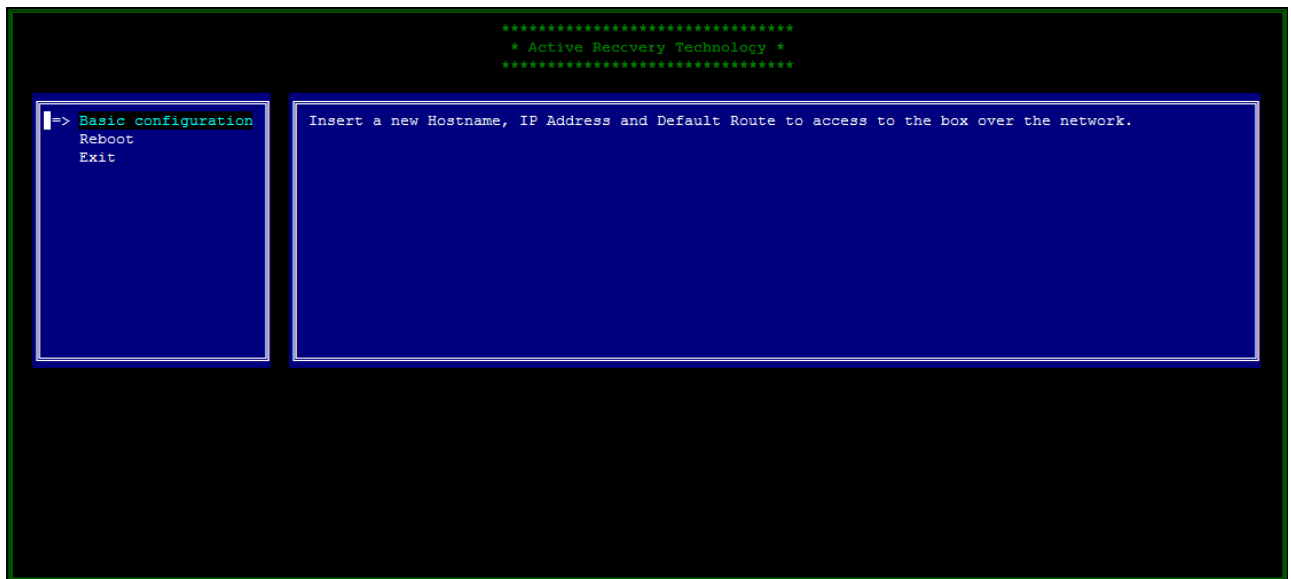 ********************************
* Active Recovery Technology *
********************************
=> Basic configuration
Reboot
Exit
Insert a new Hostname, IP Address and Default Route to access to the box over the network.